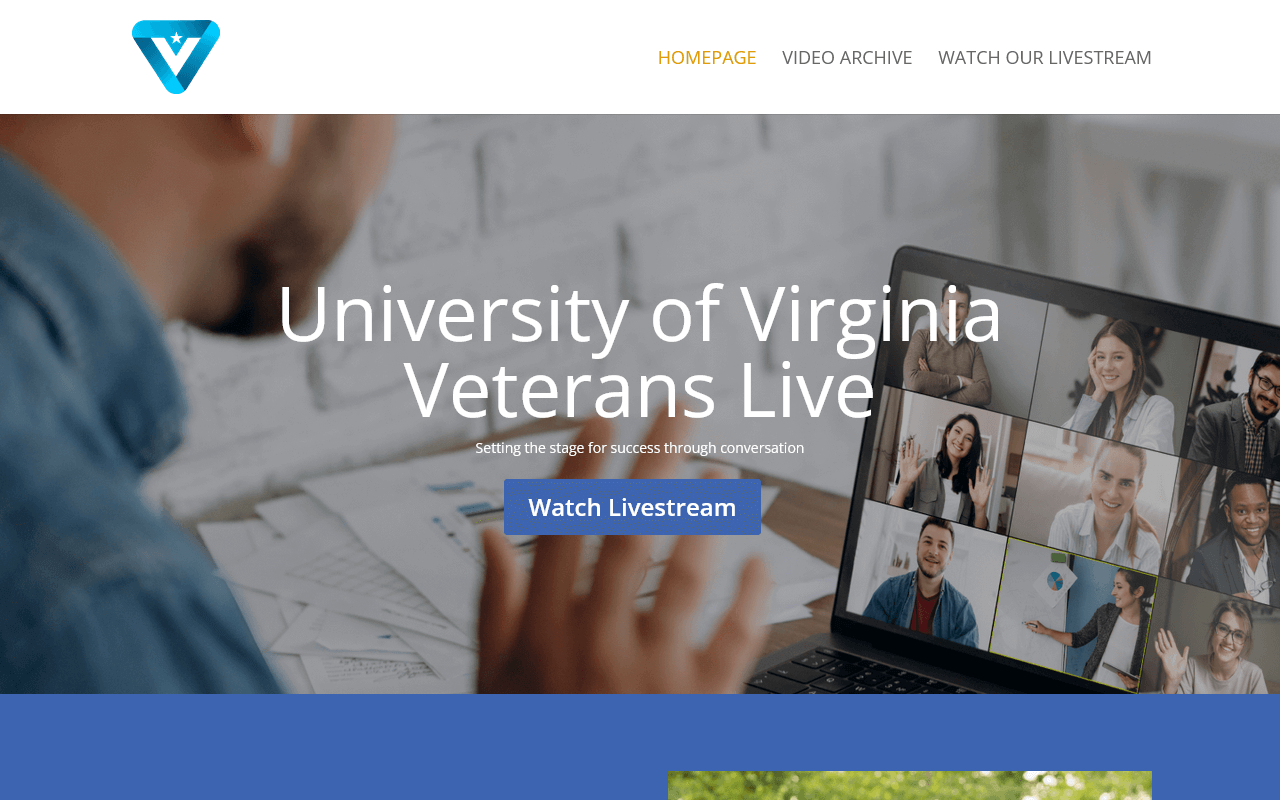 HOMEPAGE VIDEO ARCHIVE WATCH OUR LIVESTREAM
University of Virginia
Veterans Live
Setting the stage for success through conversation
Watch Livestream